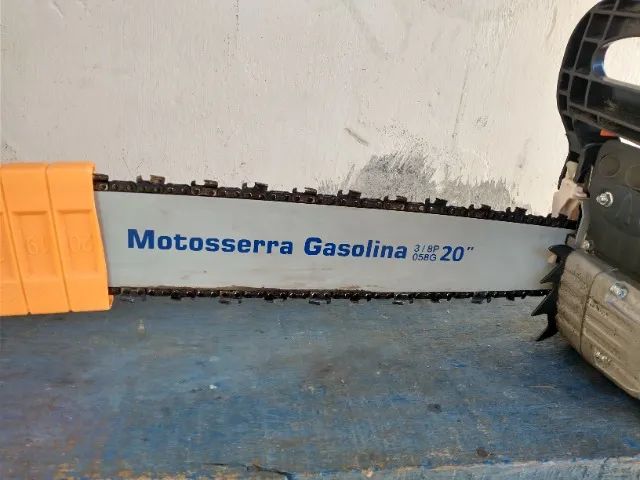 Motosserra Gasolina 3/8P 20"
058G